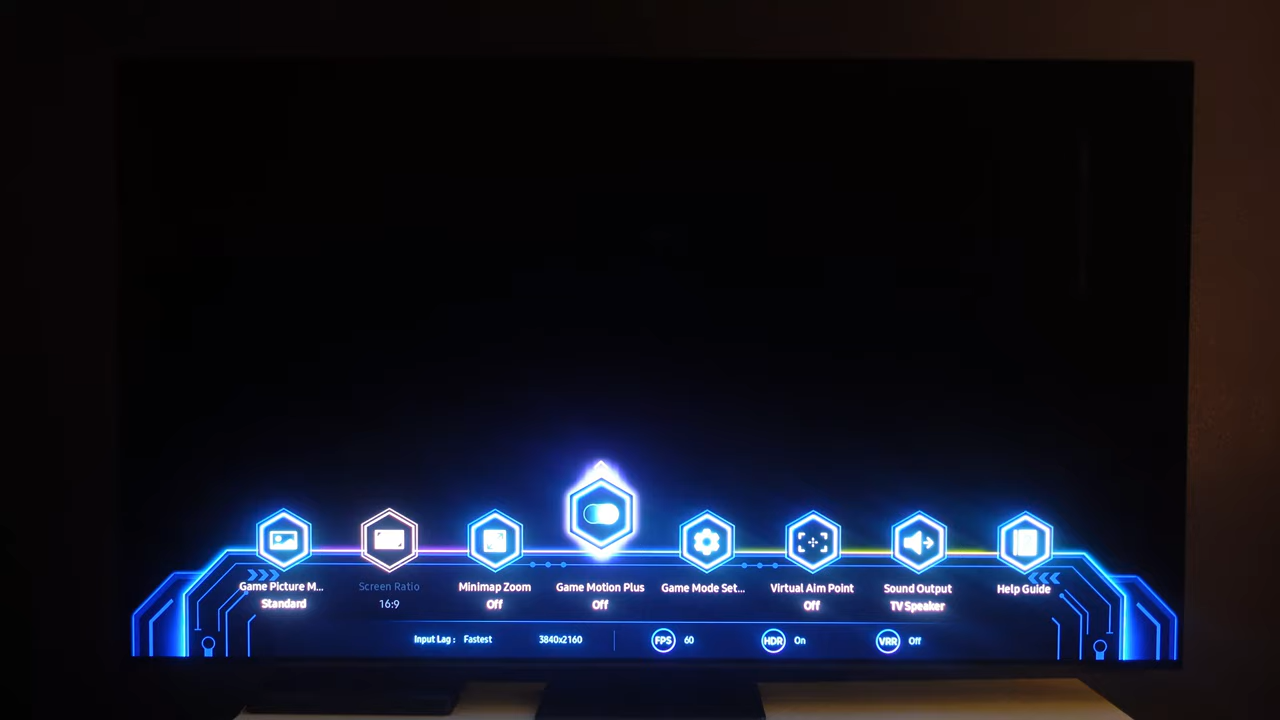 Game Picture M...
Standard
Screen Ratio
16:9
Minimap Zoom
Off
Game Motion Plus
Off
Game Mode Set...
Virtual Aim Point
Off
Sound Output
TV Speaker
Help Guide
Input Lag : Fastest 3840x2160 FPS 60 HDR On VRR Off